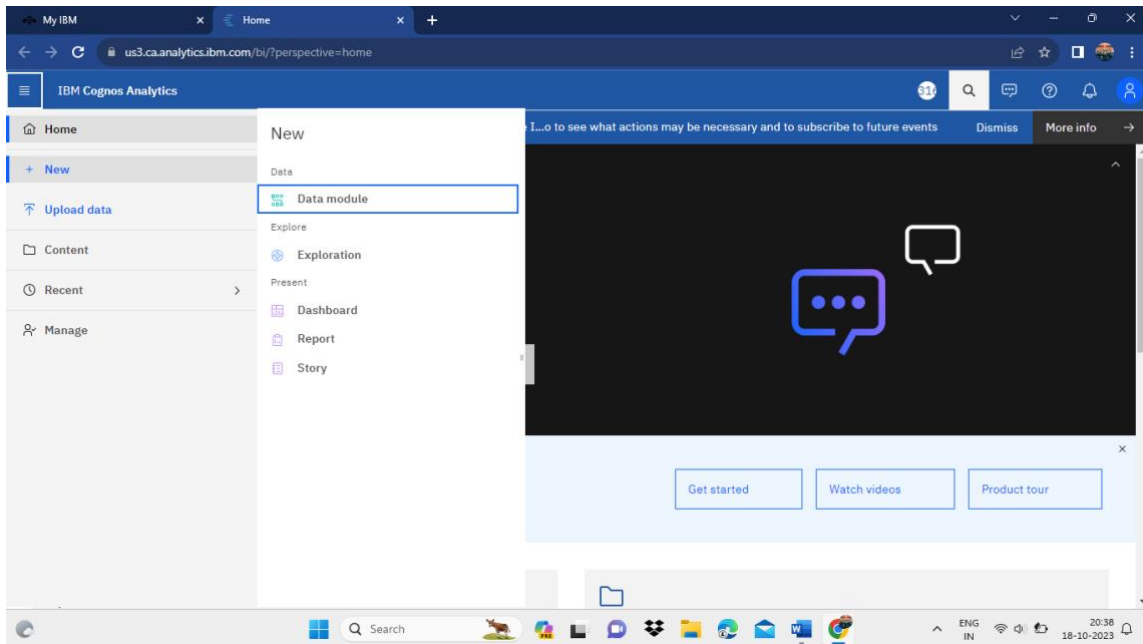 My IBM
Home
us3.ca.analytics.ibm.com/bi/?perspective=home
IBM Cognos Analytics
Home
New
I...o to see what actions may be necessary and to subscribe to future events
Dismiss
More info
New
Data
Upload data
Data module
Explore
Content
Exploration
Recent
Present
Dashboard
Manage
Report
Story
Get started
Watch videos
Product tour
Search
PRE
ENG
IN
20:38
18-10-2023